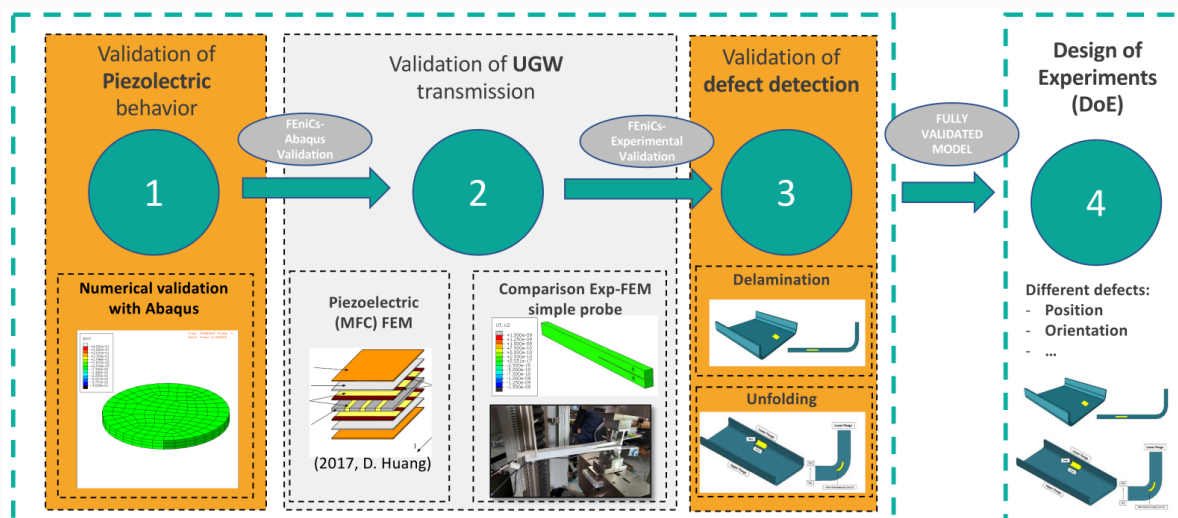 Validation of
Piezolectric
behavior
FEniCs-
Abaqus
Validation
1
Numerical validation
with Abaqus
Validation of UGW
transmission
2
FEniCs-
Experimental
Validation
Piezoelectric
(MFC) FEM
(2017, D. Huang)
Comparison Exp-FEM
simple probe
Validation of
defect detection
3
Delamination
Unfolding
FULLY
VALIDATED
MODEL
Design of
Experiments
(DoE)
4
Different defects:
- Position
- Orientation
- ...